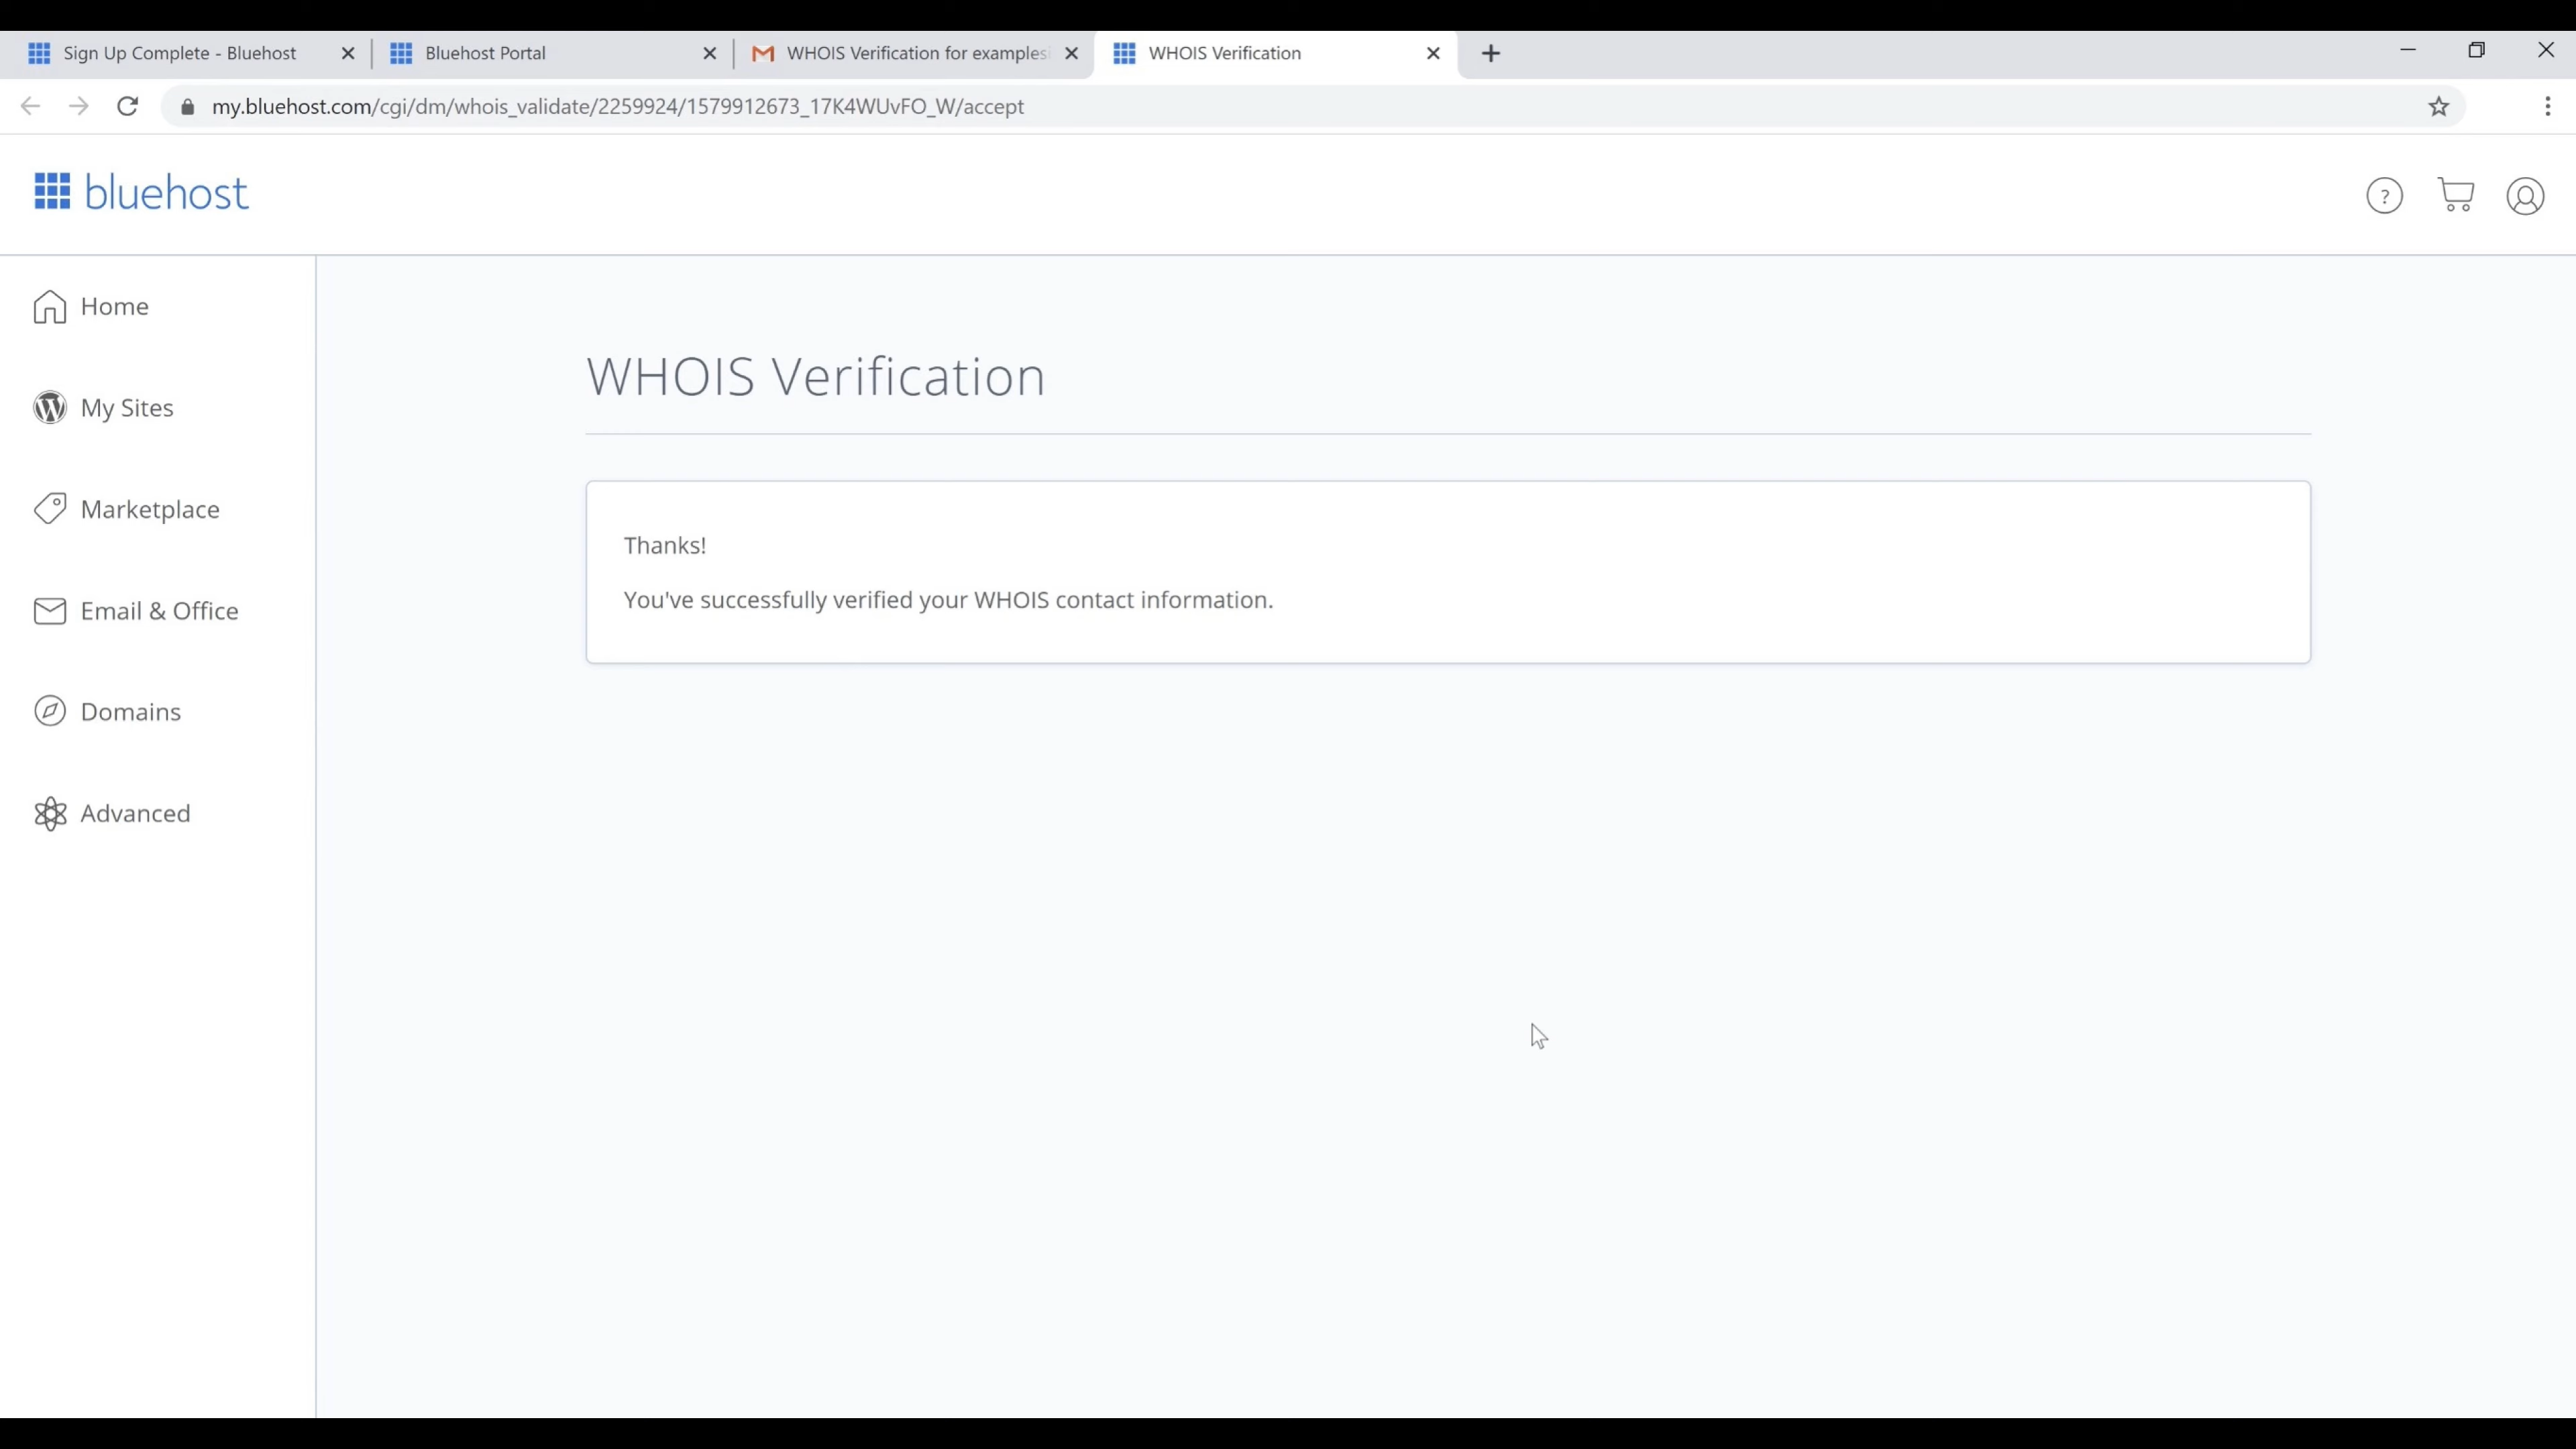 Sign Up Complete - Bluehost
Bluehost Portal
WHOIS Verification for examples
WHOIS Verification
my.bluehost.com/cgi/dm/whois_validate/2259924/1579912673_17K4WUvFO_W/accept
bluehost
?
Home
My Sites
Marketplace
Email & Office
Domains
Advanced
WHOIS Verification
Thanks!
You've successfully verified your WHOIS contact information.